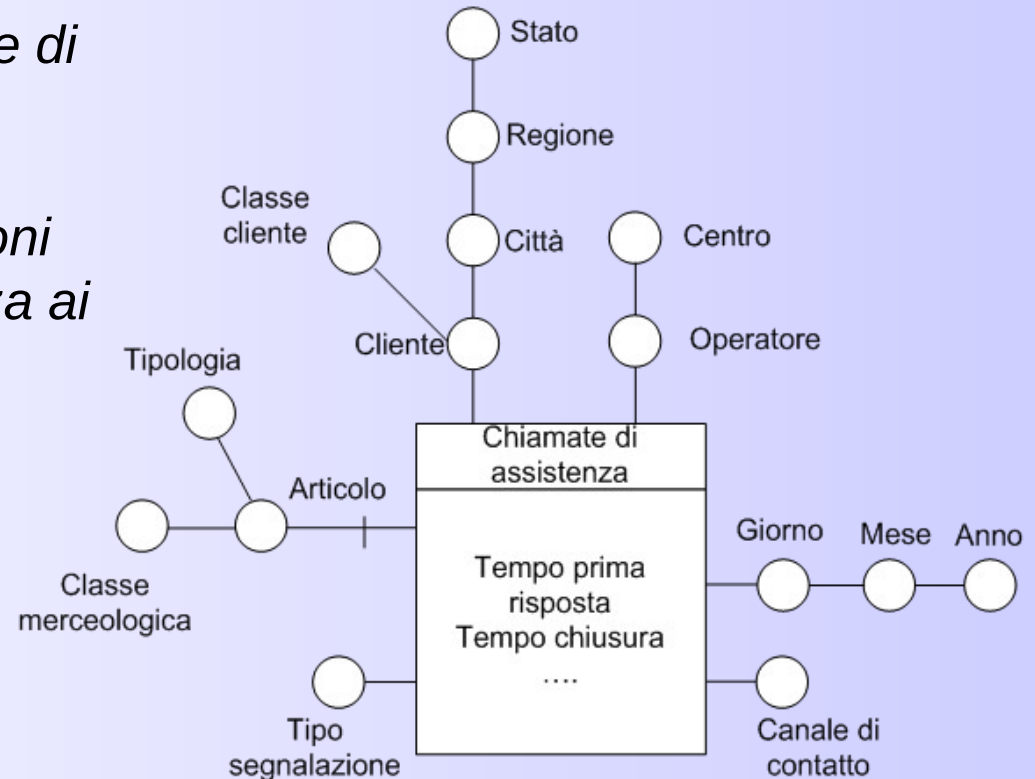 e di
oni
za ai
Stato
Regione
Classe
cliente
Città
Centro
Cliente
Operatore
Tipologia
Chiamate di
assistenza
Articolo
Classe
merceologica
Tempo prima
risposta
Tempo chiusura
....
Giorno
Mese
Anno
Tipo
segnalazione
Canale di
contatto